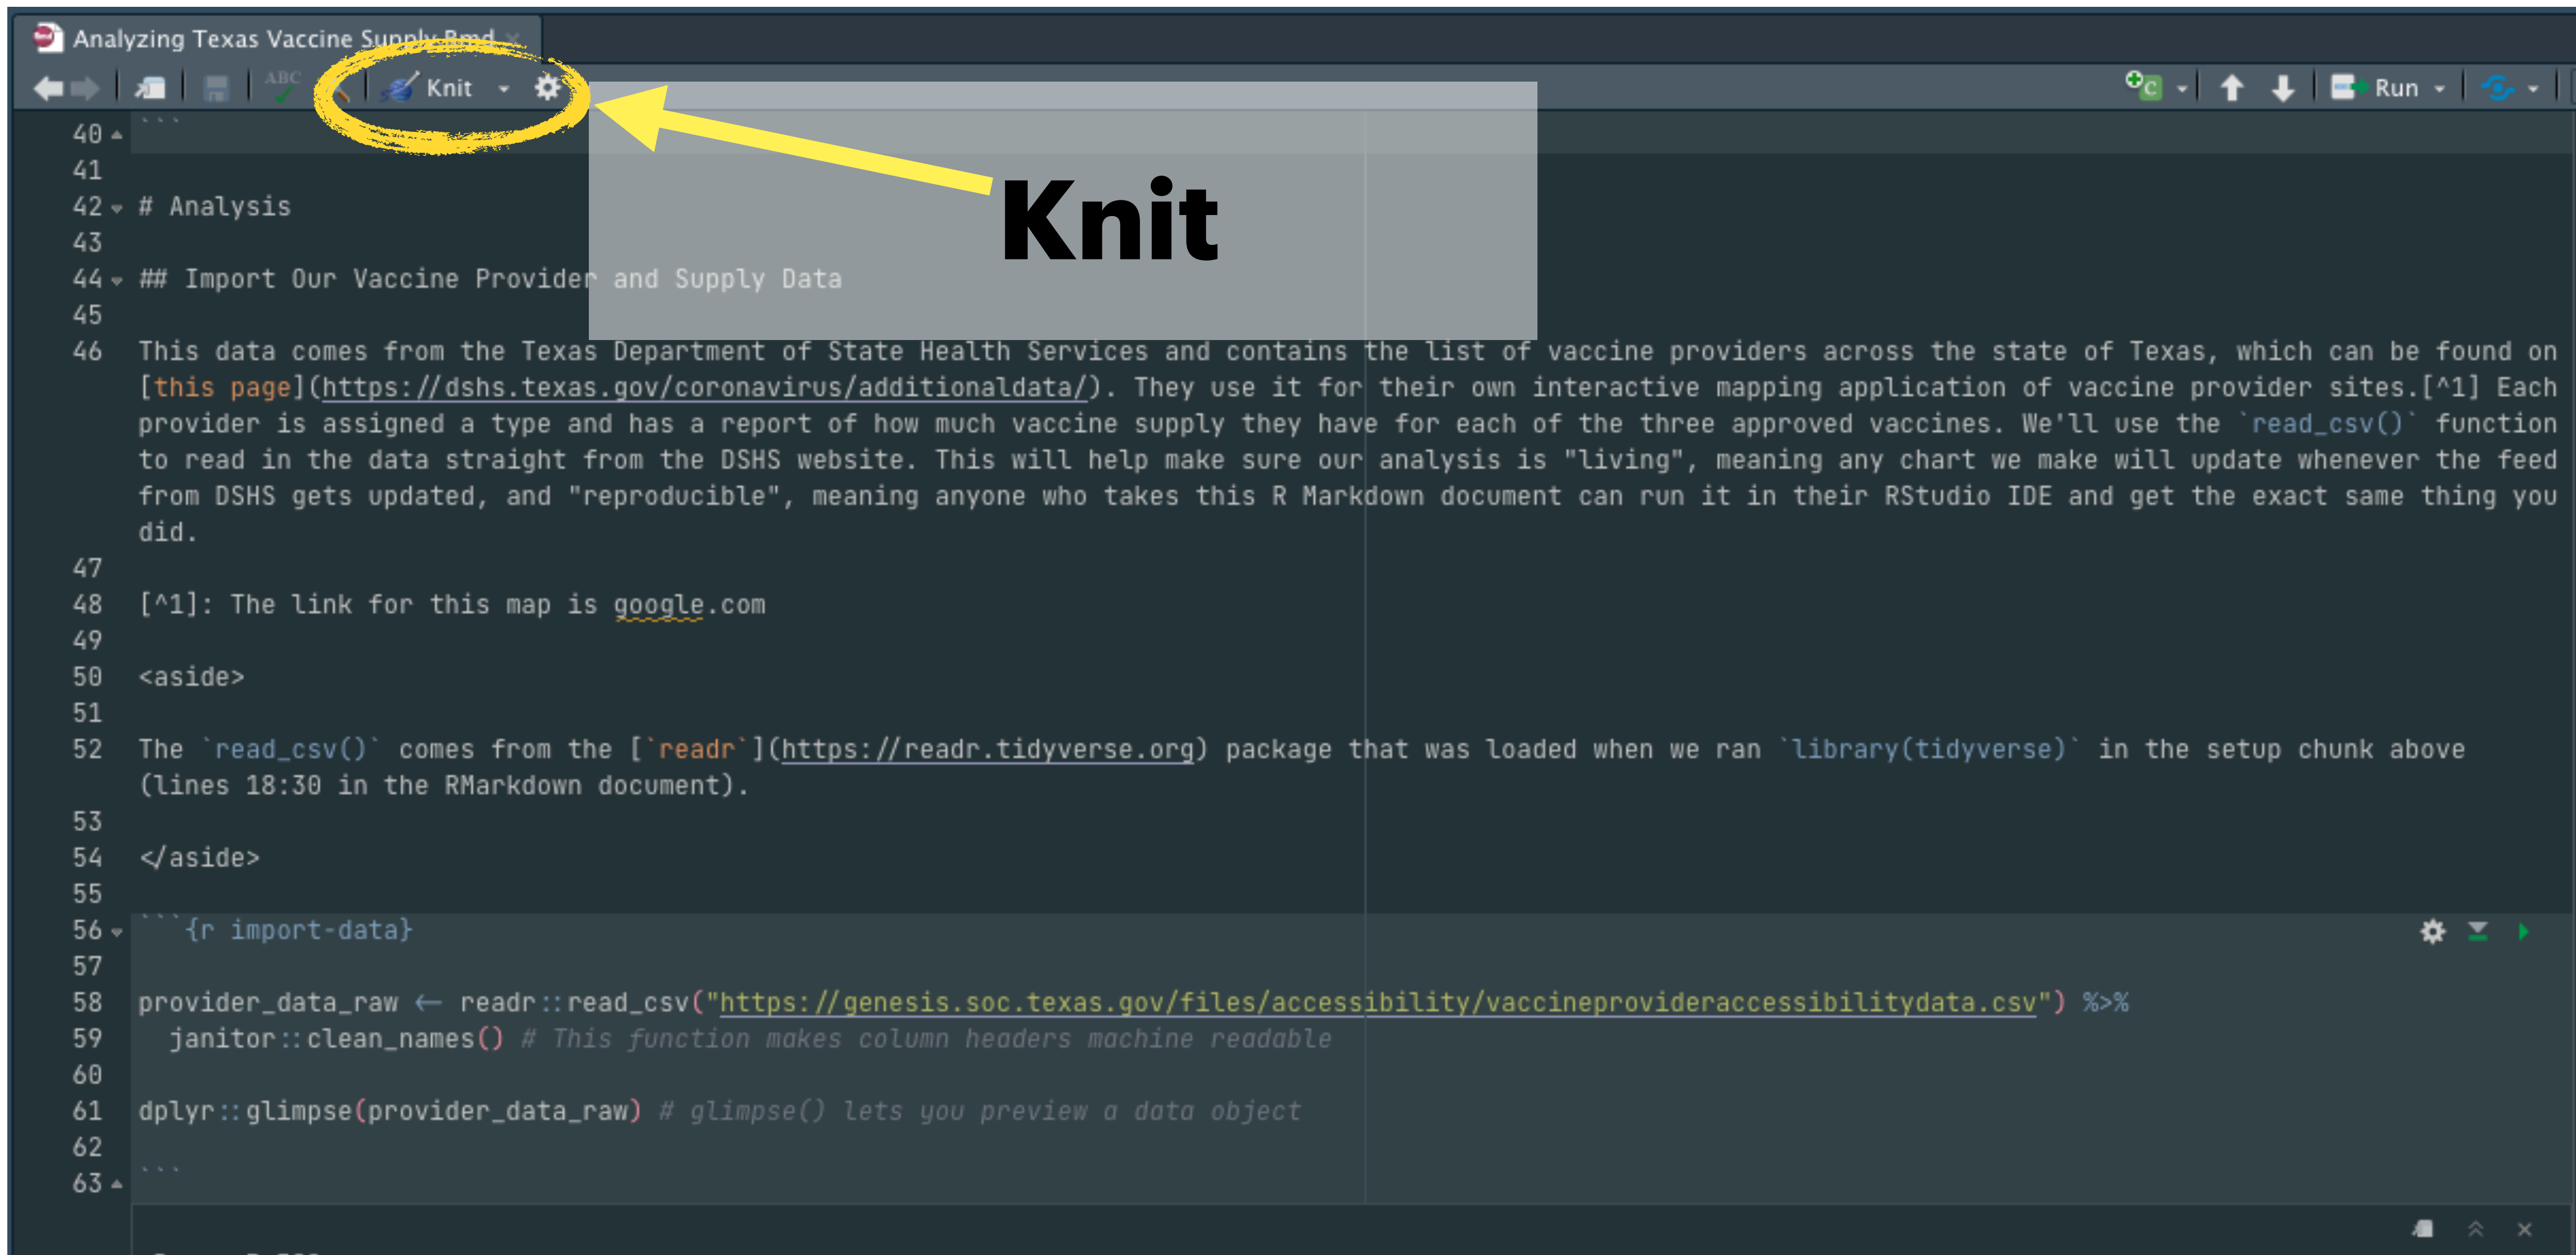 Analyzing Texas Vaccine Supply.Rmd ×
ABC Knit Run
Knit
40 ```
41
42 # Analysis
43
44 ## Import Our Vaccine Provider and Supply Data
45
46 This data comes from the Texas Department of State Health Services and contains the list of vaccine providers across the state of Texas, which can be found on
[this page](https://dshs.texas.gov/coronavirus/additionaldata/). They use it for their own interactive mapping application of vaccine provider sites.[^1] Each
provider is assigned a type and has a report of how much vaccine supply they have for each of the three approved vaccines. We'll use the `read_csv()` function
to read in the data straight from the DSHS website. This will help make sure our analysis is "living", meaning any chart we make will update whenever the feed
from DSHS gets updated, and "reproducible", meaning anyone who takes this R Markdown document can run it in their RStudio IDE and get the exact same thing you
did.
47
48 [^1]: The link for this map is google.com
49
50 <aside>
51
52 The `read_csv()` comes from the [`readr`](https://readr.tidyverse.org) package that was loaded when we ran `library(tidyverse)` in the setup chunk above
(lines 18:30 in the RMarkdown document).
53
54 </aside>
55
56 ```{r import-data}
57
58 provider_data_raw <- readr::read_csv("https://genesis.soc.texas.gov/files/accessibility/vaccineprovideraccessibilitydata.csv") %>%
59 janitor::clean_names() # This function makes column headers machine readable
60
61 dplyr::glimpse(provider_data_raw) # glimpse() lets you preview a data object
62
63 ```